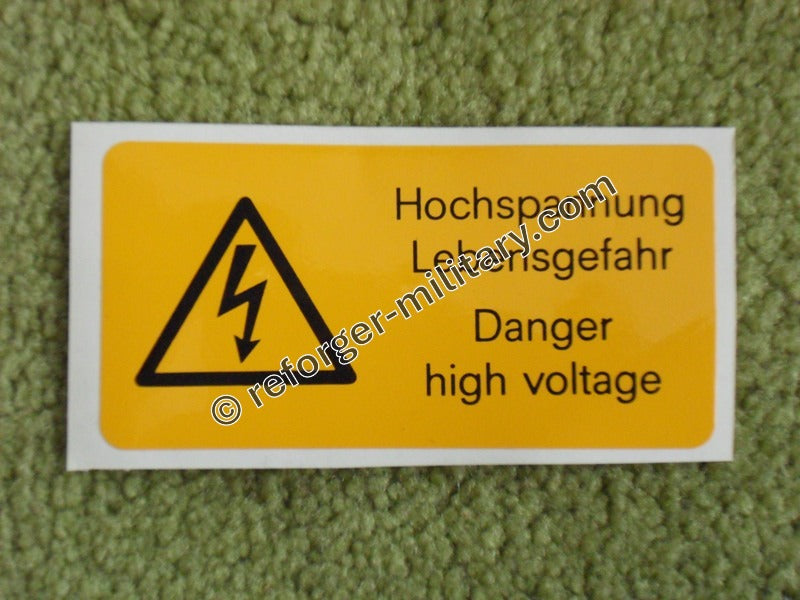 Hochspannung
Lebensgefahr
Danger
high voltage
© reforger-military.com